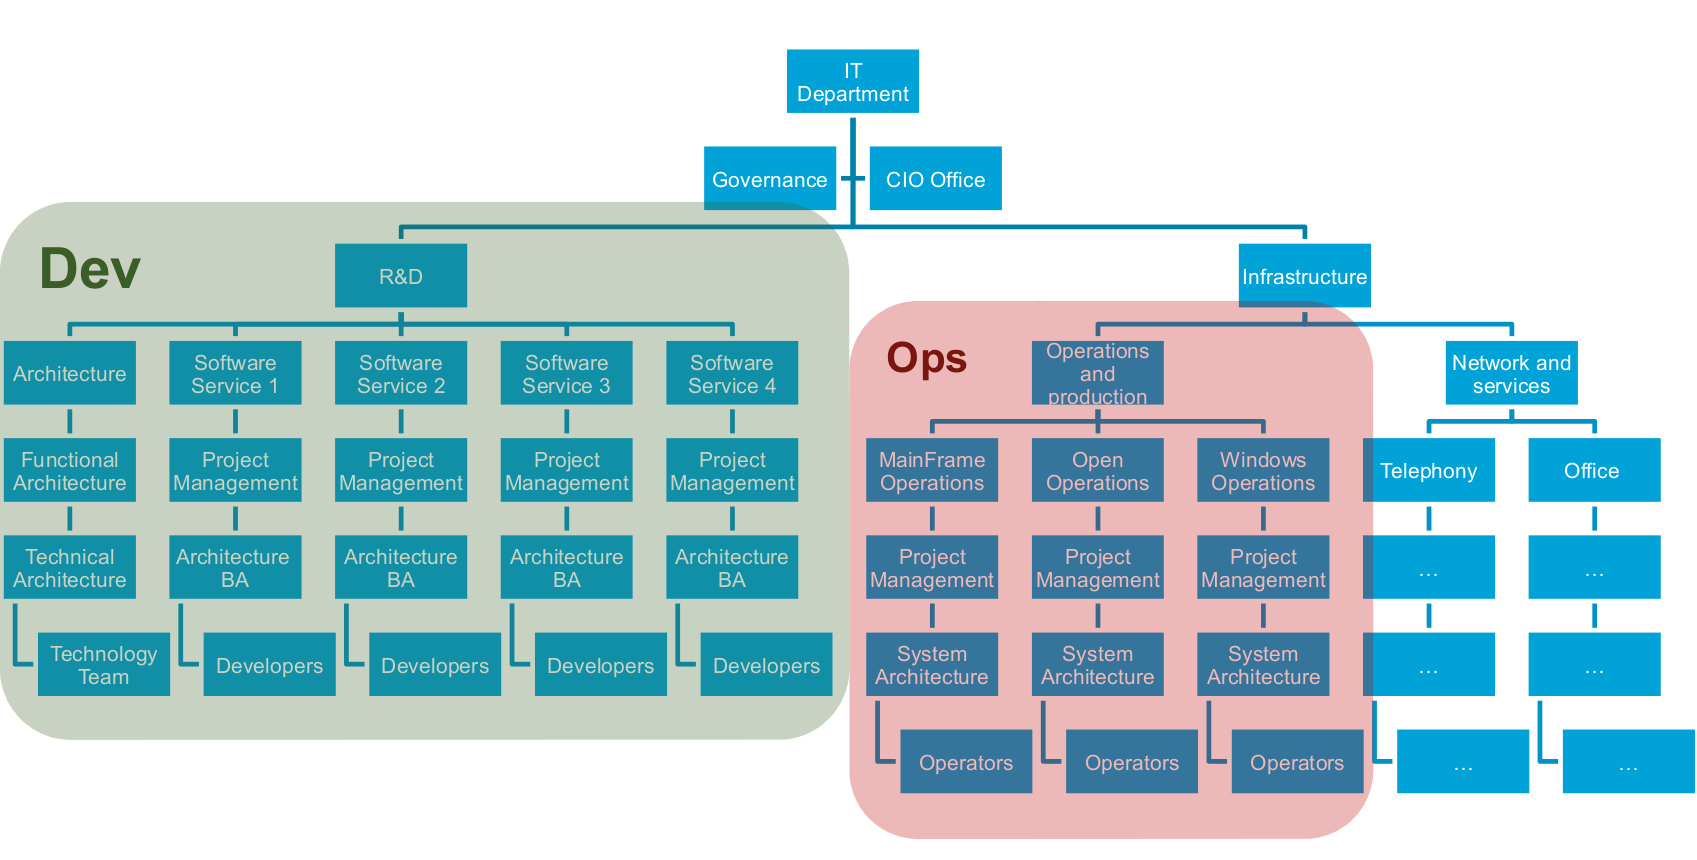 IT
Department
Governance
CIO Office
Dev
R&D
Infrastructure
Architecture
Software
Service 1
Software
Service 2
Software
Service 3
Software
Service 4
Ops
Operations
and
production
Network and
services
Functional
Architecture
Project
Management
Project
Management
Project
Management
Project
Management
MainFrame
Operations
Open
Operations
Windows
Operations
Telephony
Office
Technical
Architecture
Architecture
BA
Architecture
BA
Architecture
BA
Architecture
BA
Project
Management
Project
Management
Project
Management
...
...
Technology
Team
Developers
Developers
Developers
Developers
System
Architecture
System
Architecture
System
Architecture
...
...
Operators
Operators
Operators
...
...